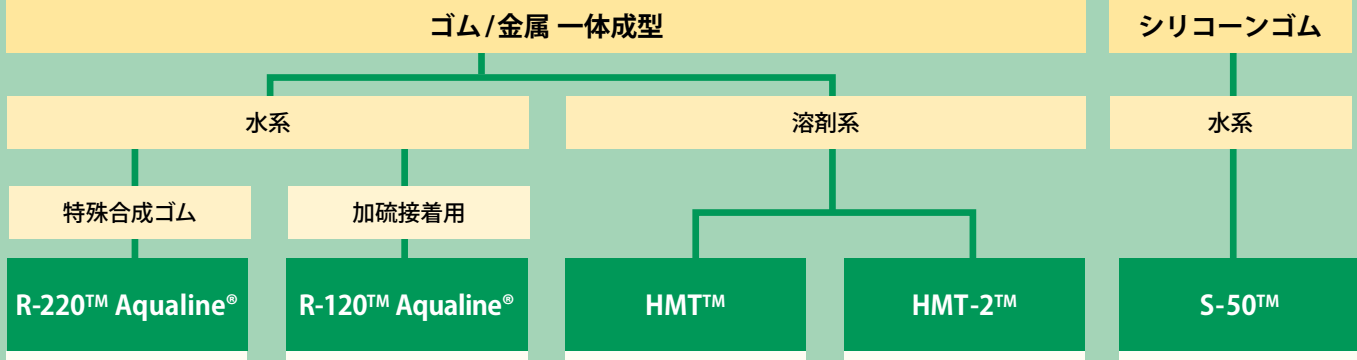 ゴム/金属 一体成型
シリコーンゴム
水系
溶剤系
水系
特殊合成ゴム
加硫接着用
R-220™ Aqualine®
R-120™ Aqualine®
HMT™
HMT-2™
S-50™